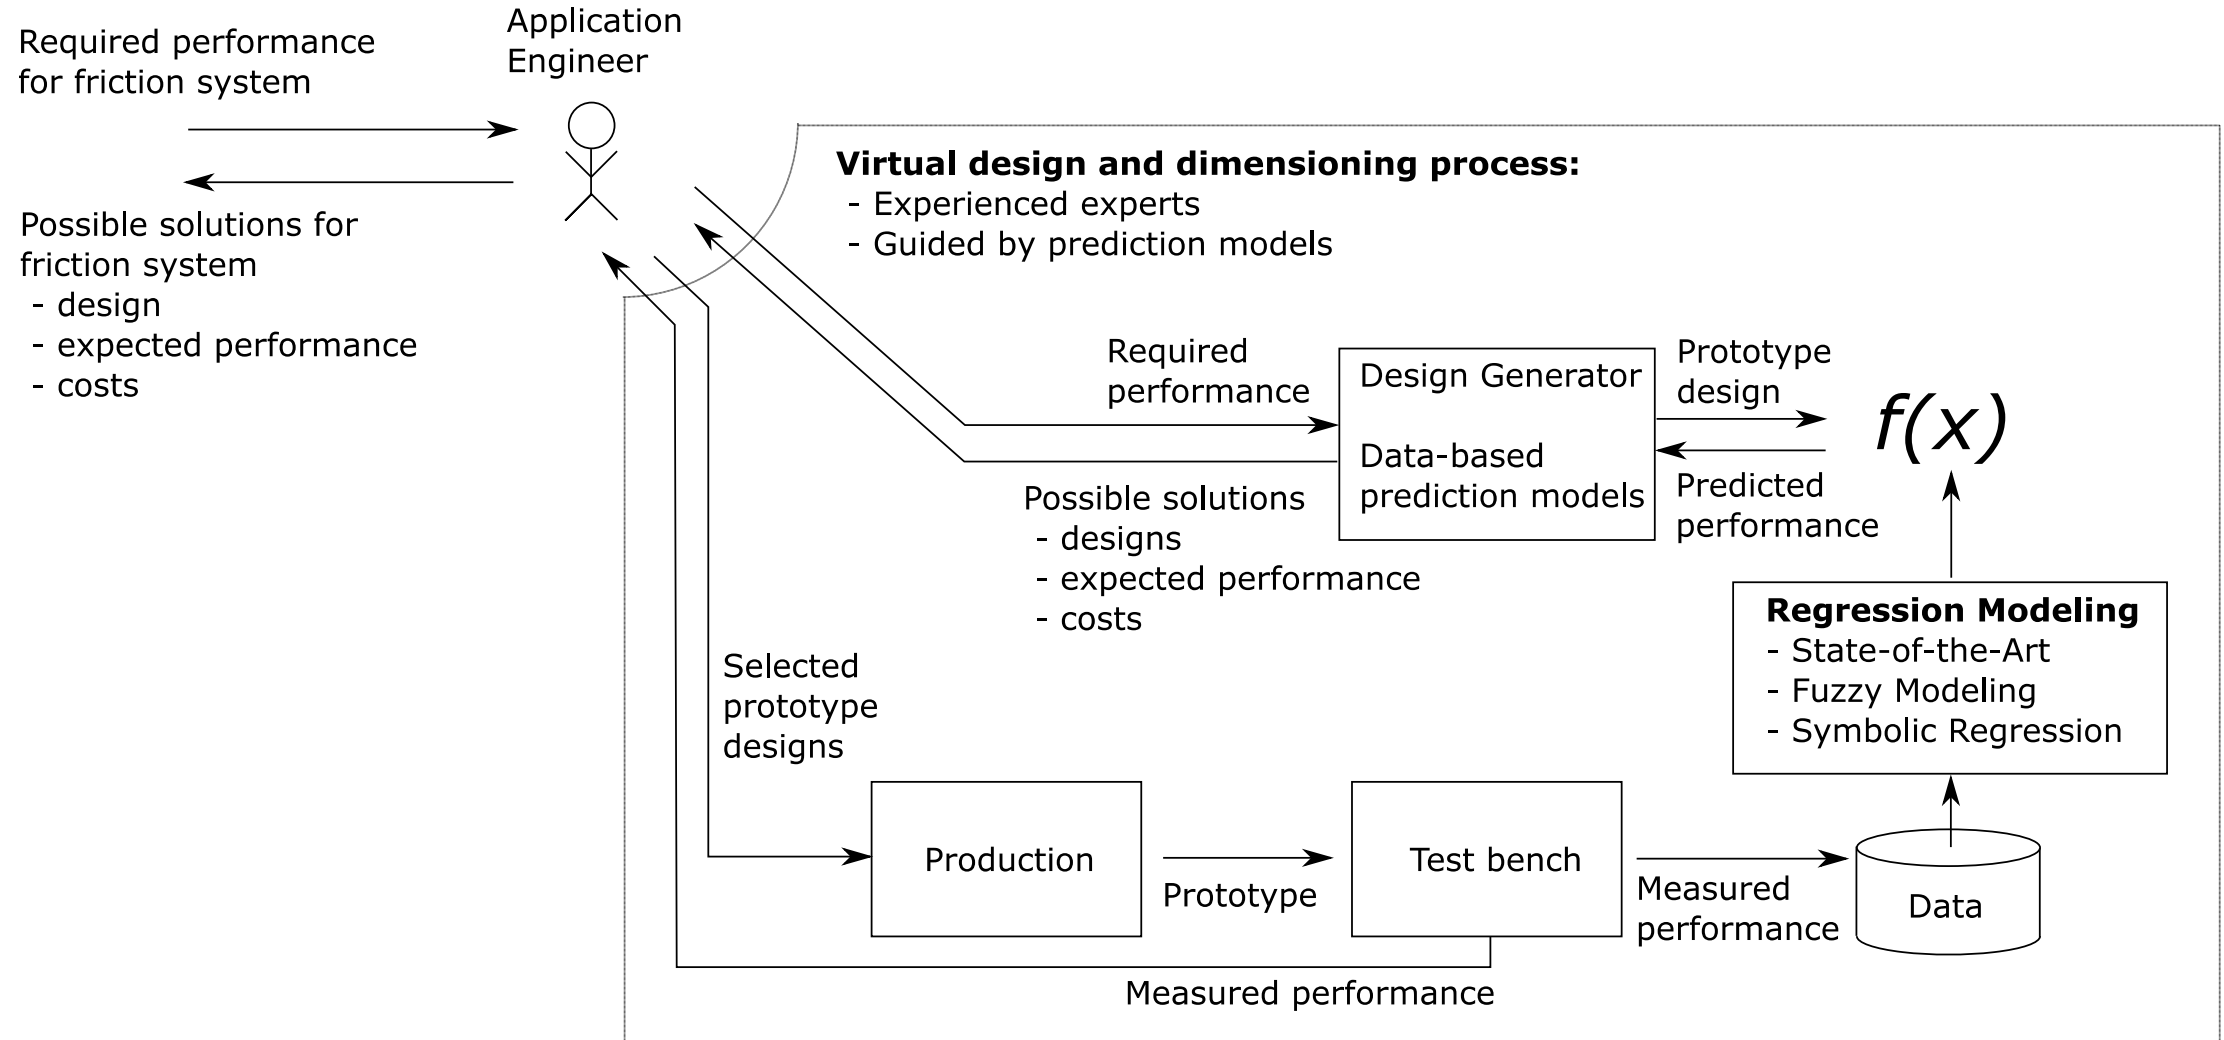 Required performance
for friction system
Application
Engineer
Possible solutions for
friction system
- design
- expected performance
- costs
Virtual design and dimensioning process:
- Experienced experts
- Guided by prediction models
Required
performance
Design Generator
Data-based
prediction models
Prototype
design
f(x)
Predicted
performance
Possible solutions
- designs
- expected performance
- costs
Regression Modeling
- State-of-the-Art
- Fuzzy Modeling
- Symbolic Regression
Selected
prototype
designs
Production
Prototype
Test bench
Measured
performance
Data
Measured performance